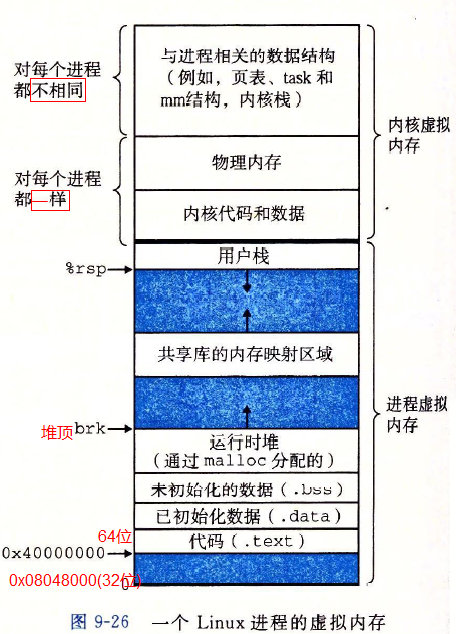 与进程相关的数据结构
(例如,页表、task 和
mm结构,内核栈)
对每个进程
都不相同
内核虚拟
内存
物理内存
对每个进程
都一样
内核代码和数据
用户栈
%rsp
共享库的内存映射区域
进程虚拟
内存
堆顶brk
运行时堆
(通过 malloc 分配的)
未初始化的数据(.bss)
已初始化数据(.data)
64位
代码(.text)
0x40000000
0x08048000(32位)
0
图 9-26 一个 Linux 进程的虚拟内存